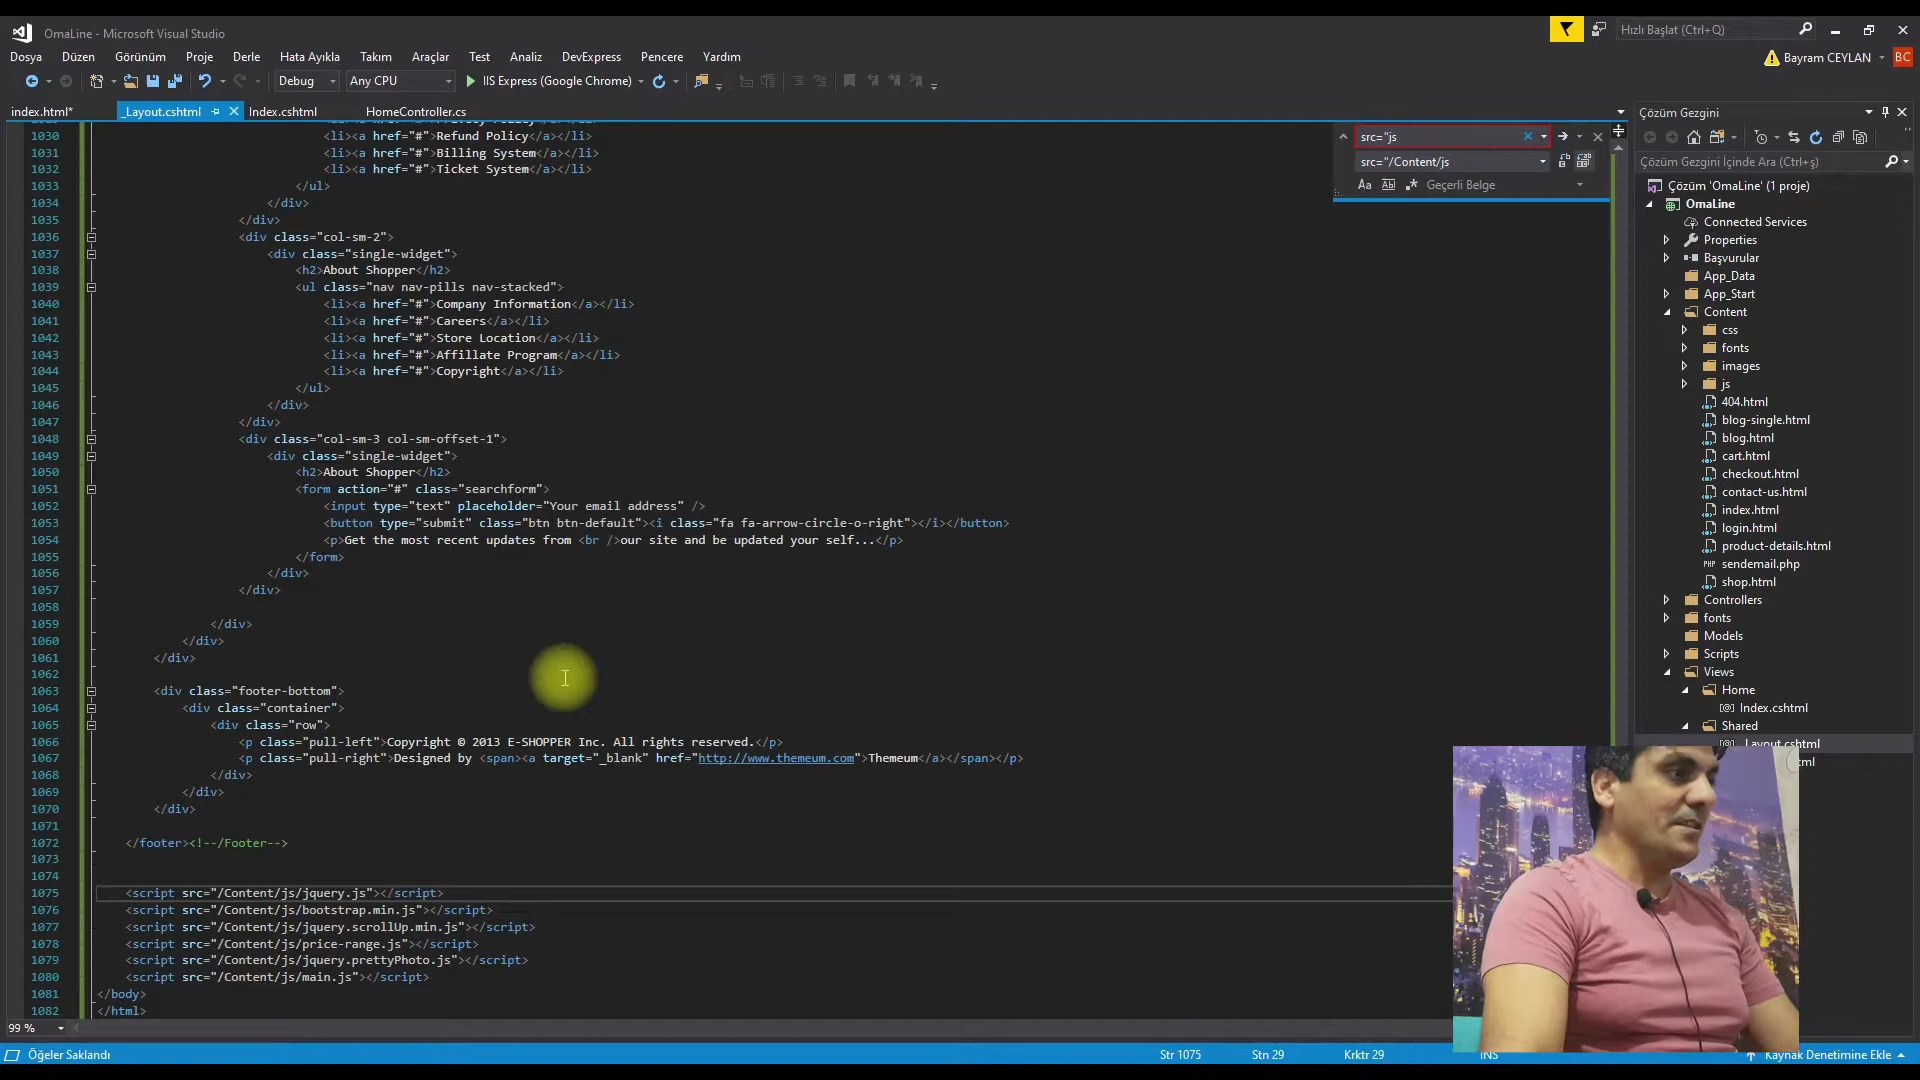 OmaLine - Microsoft Visual Studio
Hızlı Başlat (Ctrl+Q)
Dosya Düzen Görünüm Proje Derle Hata Ayıkla Takım Araçlar Test Analiz DevExpress Pencere Yardım
Bayram CEYLAN BC
Debug Any CPU IIS Express (Google Chrome)
index.html* _Layout.cshtml Index.cshtml HomeController.cs
1030 <li><a href="#">Refund Policy</a></li>
1031 <li><a href="#">Billing System</a></li>
1032 <li><a href="#">Ticket System</a></li>
1033 </ul>
1034 </div>
1035 </div>
1036 <div class="col-sm-2">
1037 <div class="single-widget">
1038 <h2>About Shopper</h2>
1039 <ul class="nav nav-pills nav-stacked">
1040 <li><a href="#">Company Information</a></li>
1041 <li><a href="#">Careers</a></li>
1042 <li><a href="#">Store Location</a></li>
1043 <li><a href="#">Affillate Program</a></li>
1044 <li><a href="#">Copyright</a></li>
1045 </ul>
1046 </div>
1047 </div>
1048 <div class="col-sm-3 col-sm-offset-1">
1049 <div class="single-widget">
1050 <h2>About Shopper</h2>
1051 <form action="#" class="searchform">
1052 <input type="text" placeholder="Your email address" />
1053 <button type="submit" class="btn btn-default"><i class="fa fa-arrow-circle-o-right"></i></button>
1054 <p>Get the most recent updates from <br />our site and be updated your self...</p>
1055 </form>
1056 </div>
1057 </div>
1058
1059 </div>
1060 </div>
1061 </div>
1062
1063 <div class="footer-bottom">
1064 <div class="container">
1065 <div class="row">
1066 <p class="pull-left">Copyright © 2013 E-SHOPPER Inc. All rights reserved.</p>
1067 <p class="pull-right">Designed by <span><a target="_blank" href="http://www.themeum.com">Themeum</a></span></p>
1068 </div>
1069 </div>
1070 </div>
1071
1072 </footer><!--/Footer-->
1073
1074
1075 <script src="/Content/js/jquery.js"></script>
1076 <script src="/Content/js/bootstrap.min.js"></script>
1077 <script src="/Content/js/jquery.scrollUp.min.js"></script>
1078 <script src="/Content/js/price-range.js"></script>
1079 <script src="/Content/js/jquery.prettyPhoto.js"></script>
1080 <script src="/Content/js/main.js"></script>
1081 </body>
1082 </html>
src="js
src="/Content/js
Aa Ab Geçerli Belge
Çözüm Gezgini
Çözüm Gezgini İçinde Ara (Ctrl+ş)
Çözüm 'OmaLine' (1 proje)
OmaLine
Connected Services
Properties
Başvurular
App_Data
App_Start
Content
css
fonts
images
js
404.html
blog-single.html
blog.html
cart.html
checkout.html
contact-us.html
index.html
login.html
product-details.html
PHP sendemail.php
shop.html
Controllers
fonts
Models
Scripts
Views
Home
[@] Index.cshtml
Shared
[@] _Layout.cshtml
99 %
Öğeler Saklandı Str 1075 Stn 29 Krktr 29 INS Kaynak Denetimine Ekle